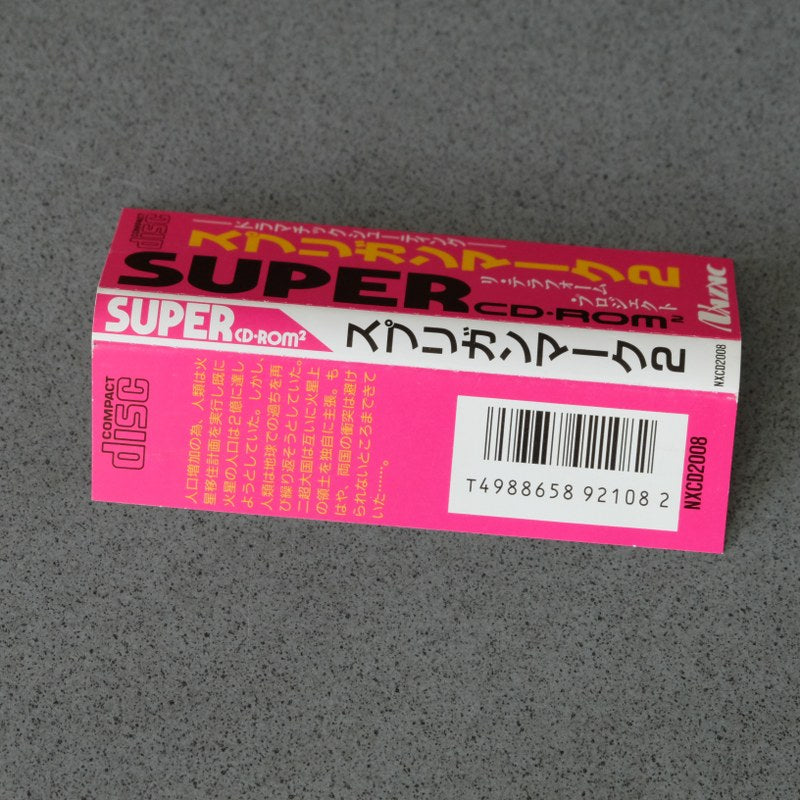 COMPACT
disc
ードラマチックシューティングー
スプリガンマーク2
ツ・テラフォーム
・プロジェクト
SUPER
CD·ROM²
NAXAT
SUPER CD·ROM²
スプリガンマーク2
NXCD2008
COMPACT
disc
人口増加の為、人類は火
星移住計画を実行し既に
火星の人口は2億に達し
ようとしていた。しかし、
人類は地球での過ちを再
び繰り返そうとしていた。
二超大国は互いに火星上
の領土を独自に主張。も
はや、両国の衝突は避け
られないところまできて
いた……。
T4988658 92108 2
NXCD2008